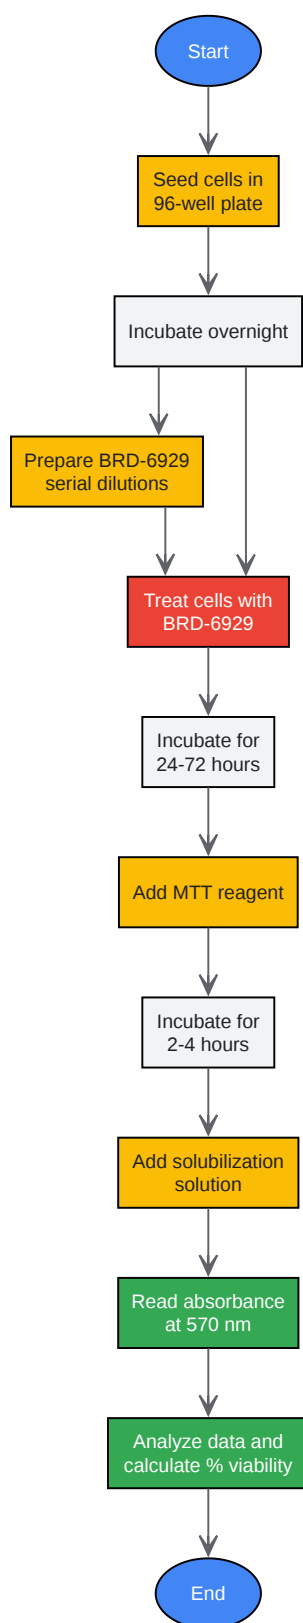 Start
Seed cells in
96-well plate
Incubate overnight
Prepare BRD-6929
serial dilutions
Treat cells with
BRD-6929
Incubate for
24-72 hours
Add MTT reagent
Incubate for
2-4 hours
Add solubilization
solution
Read absorbance
at 570 nm
Analyze data and
calculate % viability
End